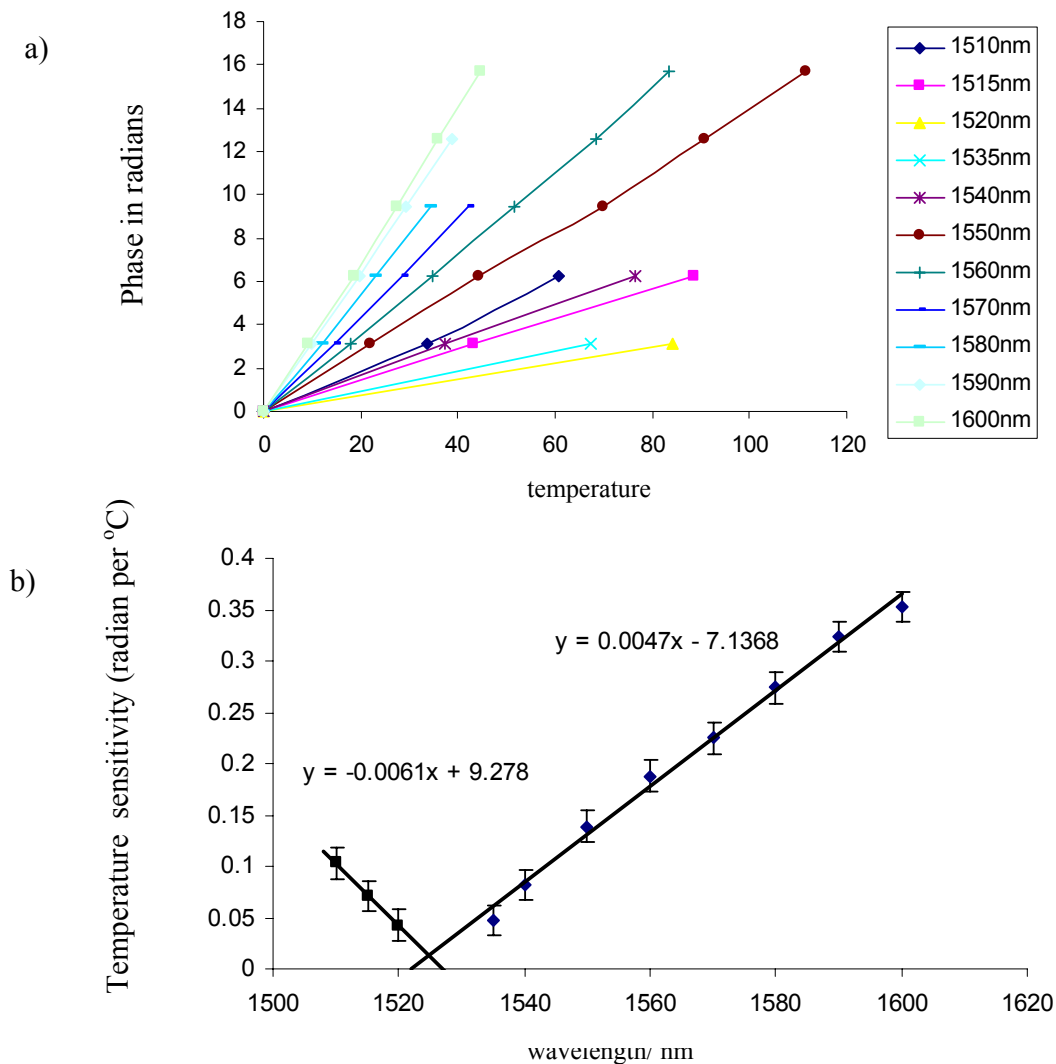 a)
Phase in radians
18
16
14
12
10
8
6
4
2
0
0 20 40 60 80 100 120
temperature
1510nm
1515nm
1520nm
1535nm
1540nm
1550nm
1560nm
1570nm
1580nm
1590nm
1600nm
b)
Temperature sensitivity (radian per °C)
0.4
0.35
0.3
0.25
0.2
0.15
0.1
0.05
0
y = 0.0047x - 7.1368
y = -0.0061x + 9.278
1500 1520 1540 1560 1580 1600 1620
wavelength/ nm